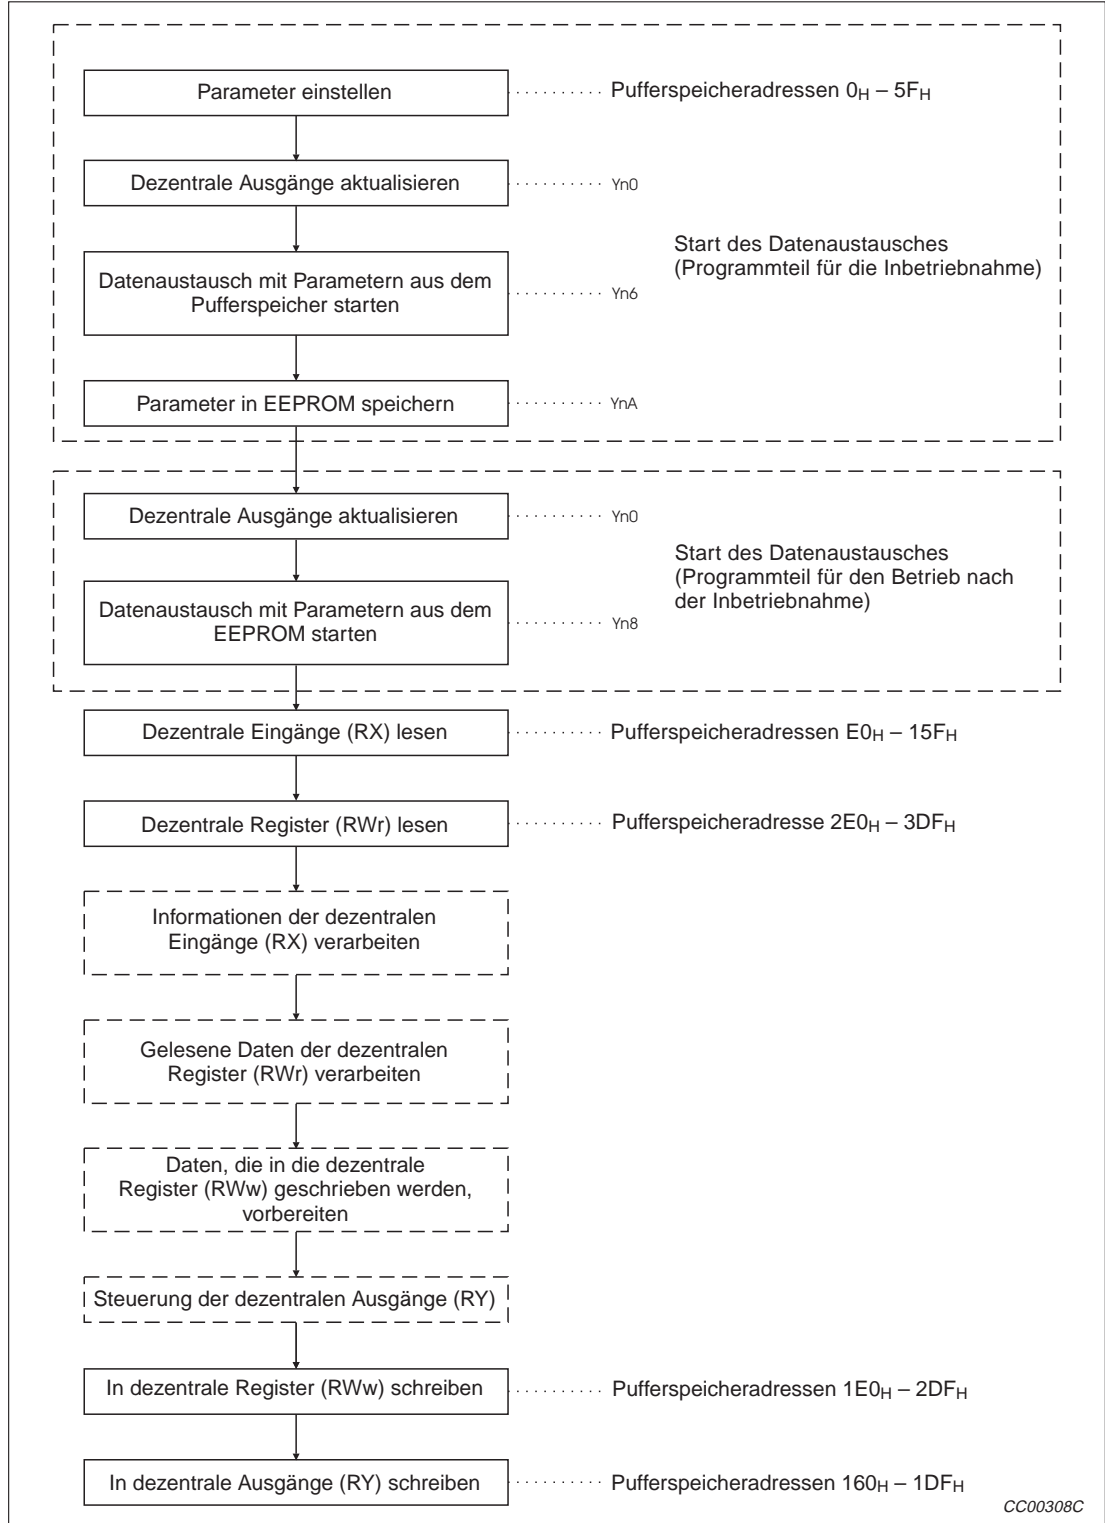 Parameter einstellen ........... Pufferspeicheradressen 0H – 5FH
Dezentrale Ausgänge aktualisieren ........... Yn0
Start des Datenaustausches
(Programmteil für die Inbetriebnahme)
Datenaustausch mit Parametern aus dem
Pufferspeicher starten ........... Yn6
Parameter in EEPROM speichern ........... YnA
Dezentrale Ausgänge aktualisieren ........... Yn0
Start des Datenaustausches
(Programmteil für den Betrieb nach
der Inbetriebnahme)
Datenaustausch mit Parametern aus dem
EEPROM starten ........... Yn8
Dezentrale Eingänge (RX) lesen ........... Pufferspeicheradressen E0H – 15FH
Dezentrale Register (RWr) lesen ........... Pufferspeicheradresse 2E0H – 3DFH
Informationen der dezentralen
Eingänge (RX) verarbeiten
Gelesene Daten der dezentralen
Register (RWr) verarbeiten
Daten, die in die dezentrale
Register (RWw) geschrieben werden,
vorbereiten
Steuerung der dezentralen Ausgänge (RY)
In dezentrale Register (RWw) schreiben ........... Pufferspeicheradressen 1E0H – 2DFH
In dezentrale Ausgänge (RY) schreiben ........... Pufferspeicheradressen 160H – 1DFH
CC00308C